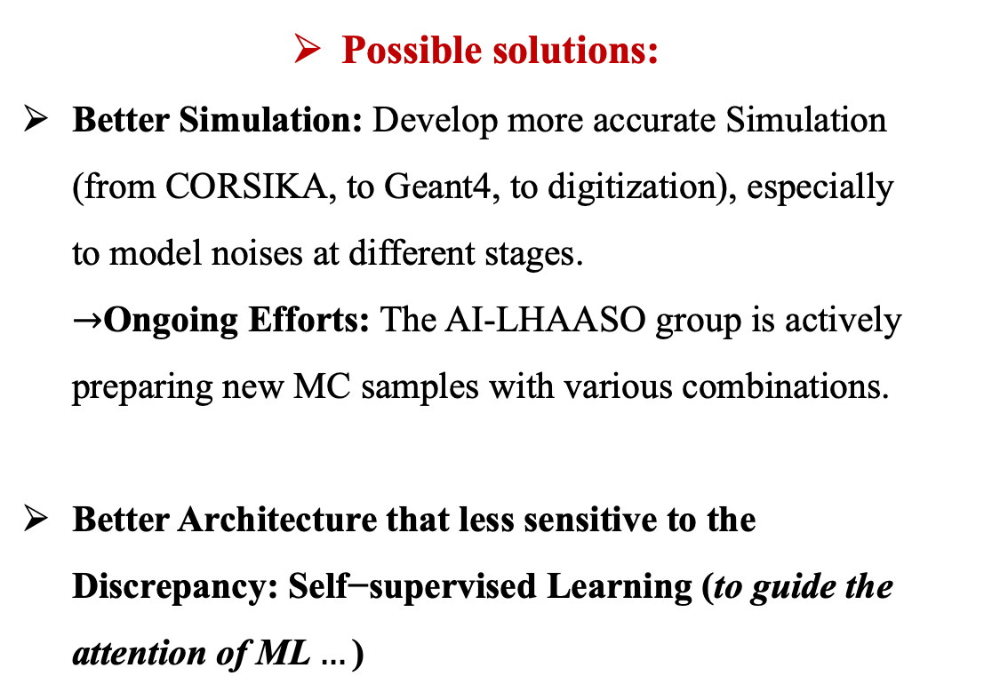 ➢ Possible solutions:
➢ Better Simulation: Develop more accurate Simulation
(from CORSIKA, to Geant4, to digitization), especially
to model noises at different stages.
→Ongoing Efforts: The AI-LHAASO group is actively
preparing new MC samples with various combinations.
➢ Better Architecture that less sensitive to the
Discrepancy: Self−supervised Learning (to guide the
attention of ML ... )